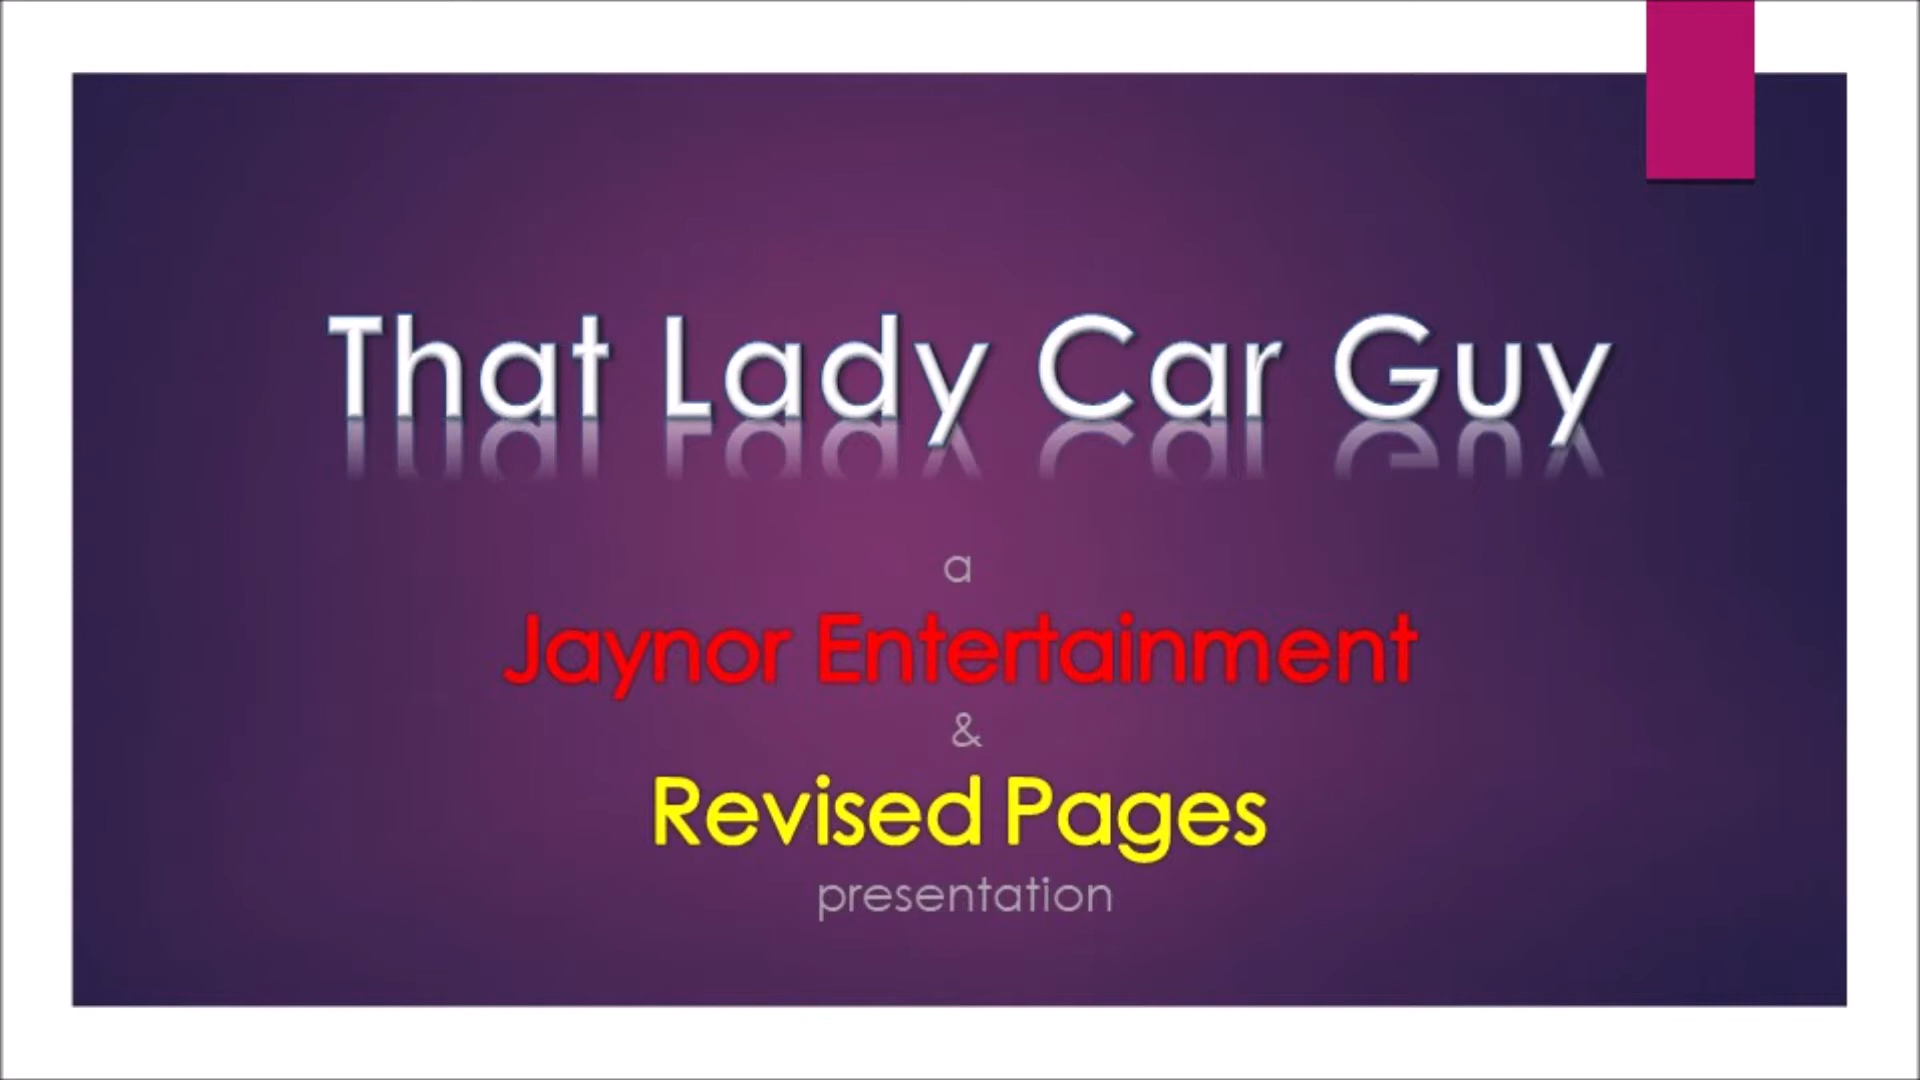 That Lady Car Guy
a
Jaynor Entertainment
&
Revised Pages
presentation